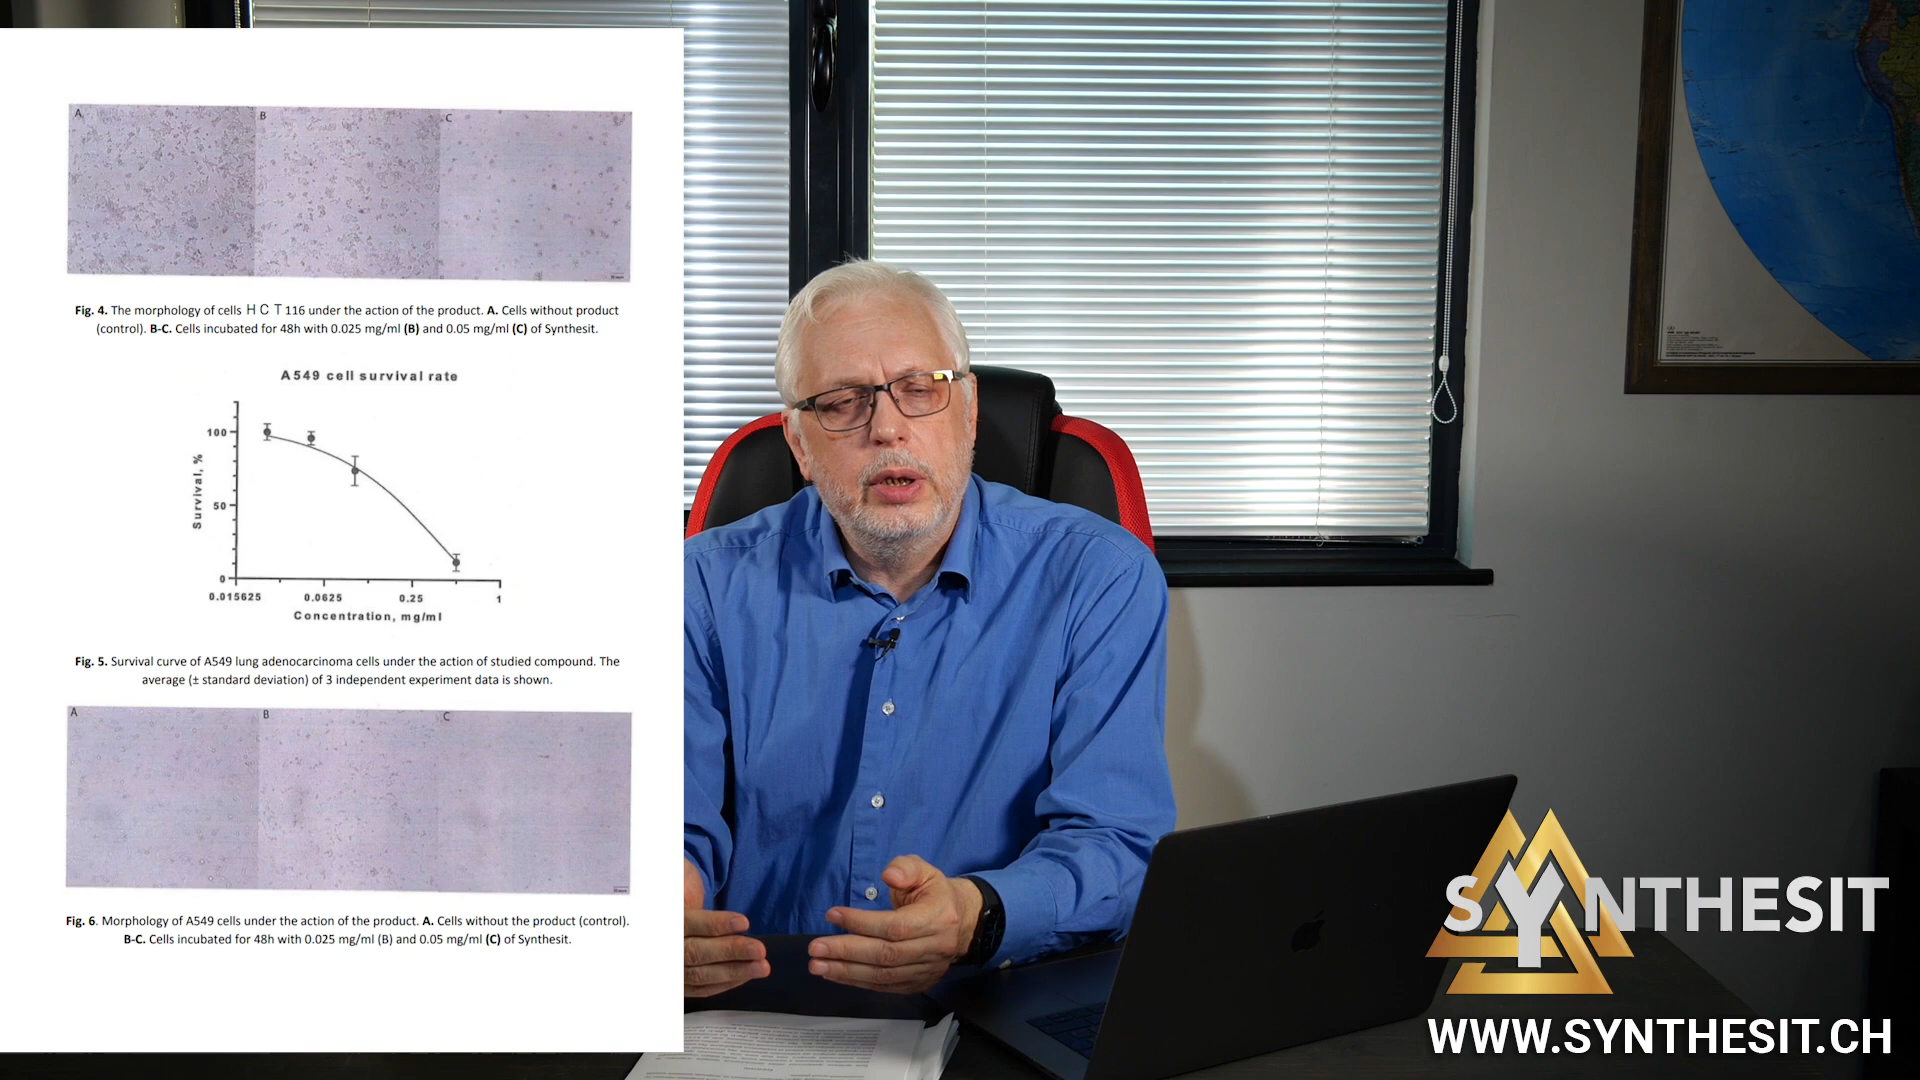 A
B
C
Fig. 4. The morphology of cells H C T 116 under the action of the product. A. Cells without product
(control). B-C. Cells incubated for 48h with 0.025 mg/ml (B) and 0.05 mg/ml (C) of Synthesit.
A549 cell survival rate
Survival, %
100
50
0
0.015625
0.0625
0.25
1
Concentration, mg/ml
Fig. 5. Survival curve of A549 lung adenocarcinoma cells under the action of studied compound. The
average (± standard deviation) of 3 independent experiment data is shown.
A
B
C
Fig. 6. Morphology of A549 cells under the action of the product. A. Cells without the product (control).
B-C. Cells incubated for 48h with 0.025 mg/ml (B) and 0.05 mg/ml (C) of Synthesit.
SYNTHESIT
WWW.SYNTHESIT.CH